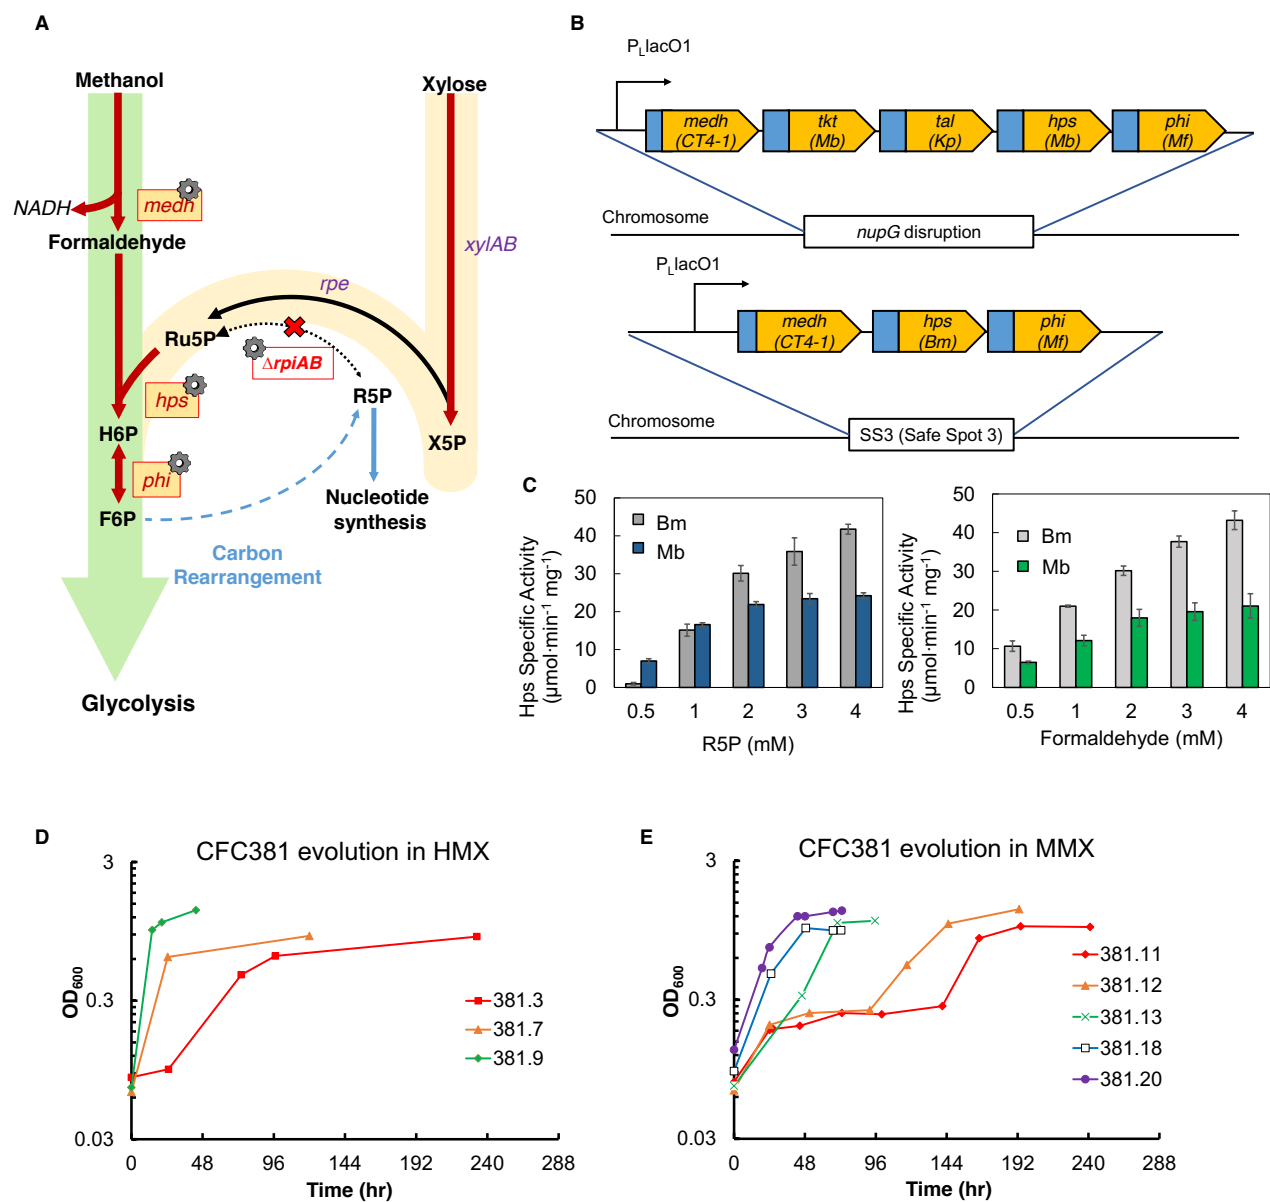 A
Methanol
Xylose
NADH
medh
Formaldehyde
xylAB
rpe
Ru5P
ΔrpiAB
R5P
hps
H6P
X5P
phi
F6P
Nucleotide
synthesis
Carbon
Rearrangement
Glycolysis
B
PLlacO1
medh
(CT4-1)
tkt
(Mb)
tal
(Kp)
hps
(Mb)
phi
(Mf)
Chromosome
nupG disruption
PLlacO1
medh
(CT4-1)
hps
(Bm)
phi
(Mf)
Chromosome
SS3 (Safe Spot 3)
C
Hps Specific Activity
(µmol·min⁻¹ mg⁻¹)
50
40
30
20
10
0
Bm
Mb
0.5 1 2 3 4
R5P (mM)
Hps Specific Activity
(µmol·min⁻¹ mg⁻¹)
50
40
30
20
10
0
Bm
Mb
0.5 1 2 3 4
Formaldehyde (mM)
D
CFC381 evolution in HMX
OD600
3
0.3
0.03
381.3
381.7
381.9
0 48 96 144 192 240 288
Time (hr)
E
CFC381 evolution in MMX
OD600
3
0.3
0.03
381.11
381.12
381.13
381.18
381.20
0 48 96 144 192 240 288
Time (hr)